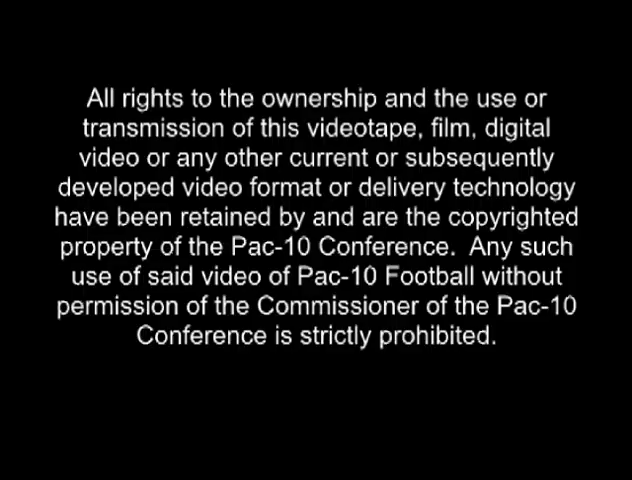 All rights to the ownership and the use or
transmission of this videotape, film, digital
video or any other current or subsequently
developed video format or delivery technology
have been retained by and are the copyrighted
property of the Pac-10 Conference.  Any such
use of said video of Pac-10 Football without
permission of the Commissioner of the Pac-10
Conference is strictly prohibited.